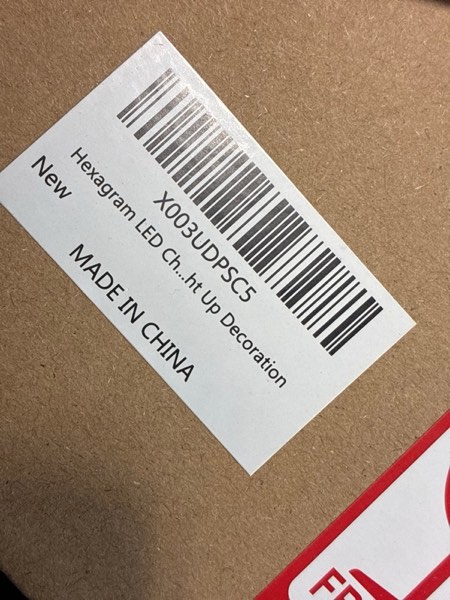 X003UDPSC5
Hexagram LED Ch...ht Up Decoration
New
MADE IN CHINA